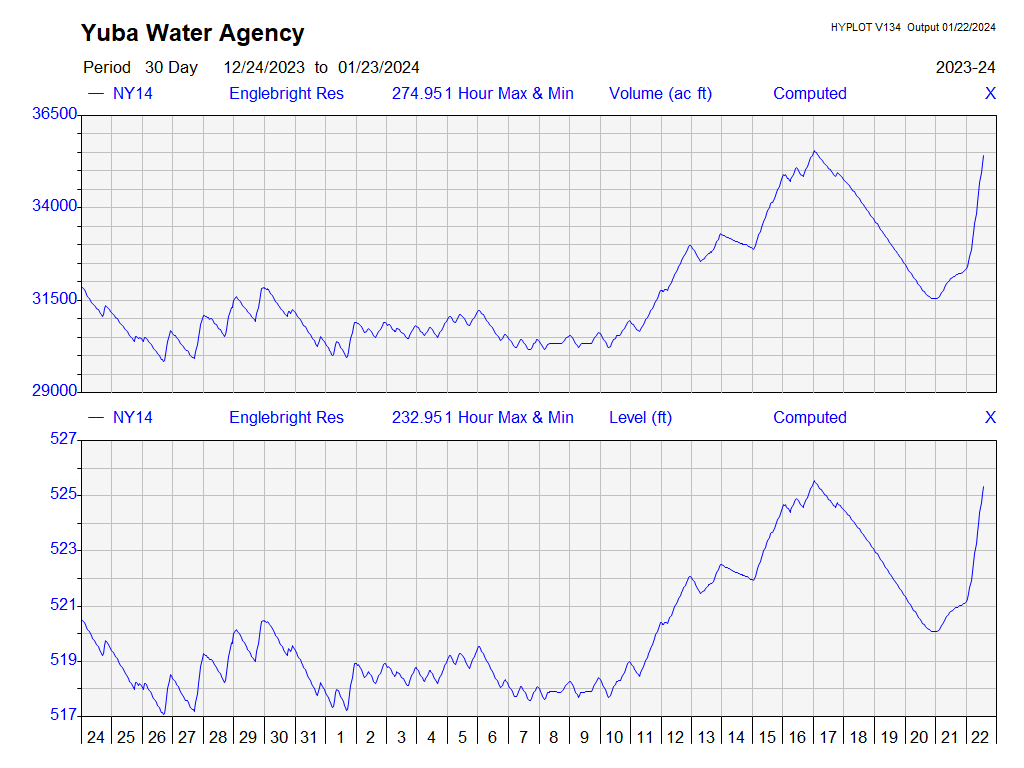 Yuba Water Agency
HYPLOT V134 Output 01/22/2024
Period 30 Day 12/24/2023 to 01/23/2024 2023-24
NY14 Englebright Res 274.951 Hour Max & Min Volume (ac ft) Computed X
36500
34000
31500
29000
NY14 Englebright Res 232.951 Hour Max & Min Level (ft) Computed X
527
525
523
521
519
517
24 25 26 27 28 29 30 31 1 2 3 4 5 6 7 8 9 10 11 12 13 14 15 16 17 18 19 20 21 22